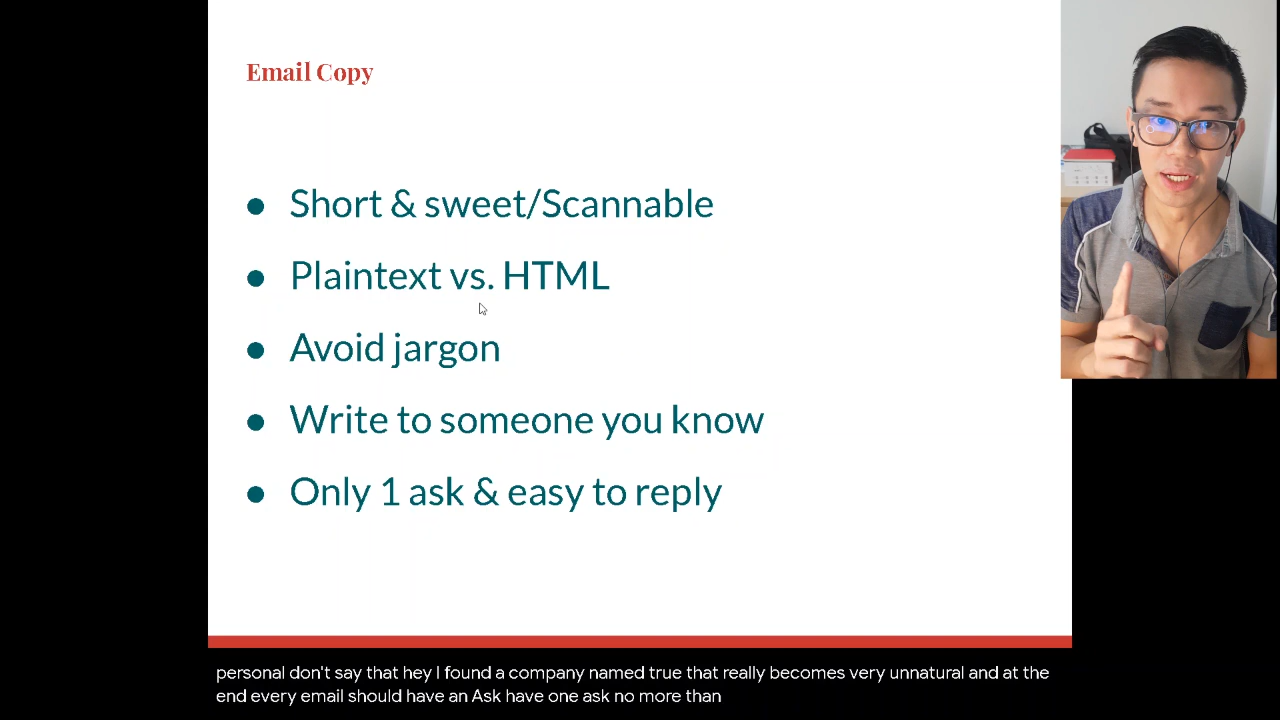 Email Copy
● Short & sweet/Scannable
● Plaintext vs. HTML
● Avoid jargon
● Write to someone you know
● Only 1 ask & easy to reply
personal don't say that hey I found a company named true that really becomes very unnatural and at the
end every email should have an Ask have one ask no more than